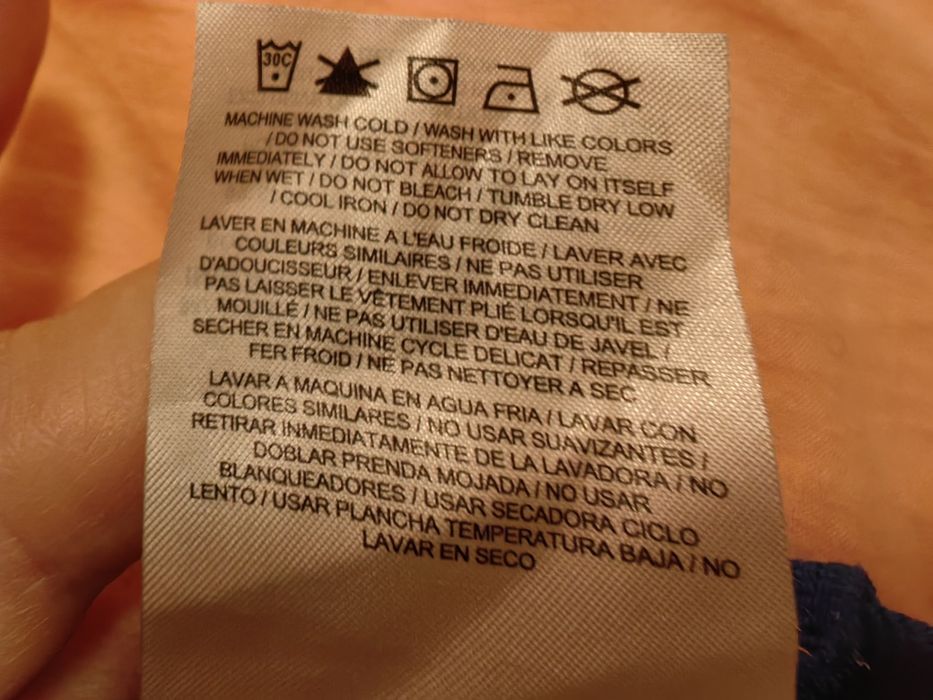 30C
MACHINE WASH COLD / WASH WITH LIKE COLORS
/ DO NOT USE SOFTENERS / REMOVE
IMMEDIATELY / DO NOT ALLOW TO LAY ON ITSELF
WHEN WET / DO NOT BLEACH / TUMBLE DRY LOW
/ COOL IRON / DO NOT DRY CLEAN
LAVER EN MACHINE A L'EAU FROIDE / LAVER AVEC
COULEURS SIMILAIRES / NE PAS UTILISER
D'ADOUCISSEUR / ENLEVER IMMEDIATEMENT / NE
PAS LAISSER LE VÊTEMENT PLIÉ LORSQU'IL EST
MOUILLÉ / NE PAS UTILISER D'EAU DE JAVEL /
SECHER EN MACHINE CYCLE DELICAT / REPASSER
FER FROID / NE PAS NETTOYER A SEC
LAVAR A MAQUINA EN AGUA FRIA / LAVAR CON
COLORES SIMILARES / NO USAR SUAVIZANTES /
RETIRAR INMEDIATAMENTE DE LA LAVADORA / NO
DOBLAR PRENDA MOJADA / NO USAR
BLANQUEADORES / USAR SECADORA CICLO
LENTO / USAR PLANCHA TEMPERATURA BAJA / NO
LAVAR EN SECO